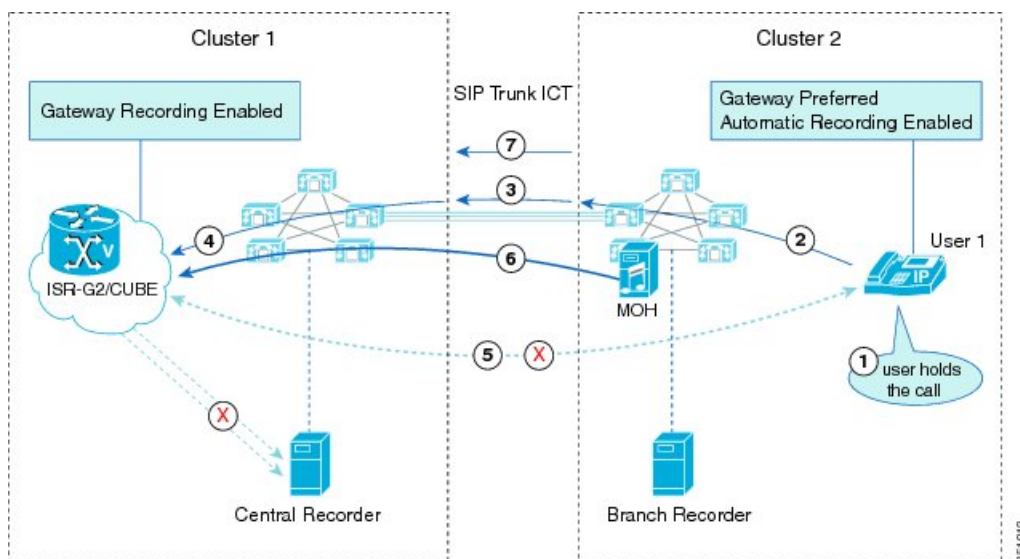 Cluster 1
Cluster 2
Gateway Recording Enabled
SIP Trunk ICT
Gateway Preferred
Automatic Recording Enabled
7
3
4
2
User 1
6
V
IP
ISR-G2/CUBE
MOH
5
X
1
user holds
the call
X
Central Recorder
Branch Recorder